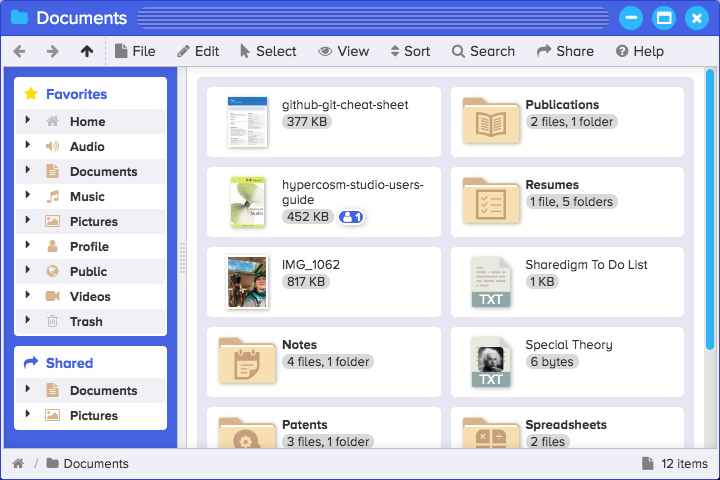 Documents
File Edit Select View Sort Search Share Help
Favorites
Home
Audio
Documents
Music
Pictures
Profile
Public
Videos
Trash
Shared
Documents
Pictures
github-git-cheat-sheet
377 KB
Publications
2 files, 1 folder
hypercosm-studio-users-
guide
452 KB 1
Resumes
1 file, 5 folders
IMG_1062
817 KB
TXT
Sharedigm To Do List
1 KB
Notes
4 files, 1 folder
TXT
Special Theory
6 bytes
Patents
3 files, 1 folder
Spreadsheets
2 files
/ Documents
12 items